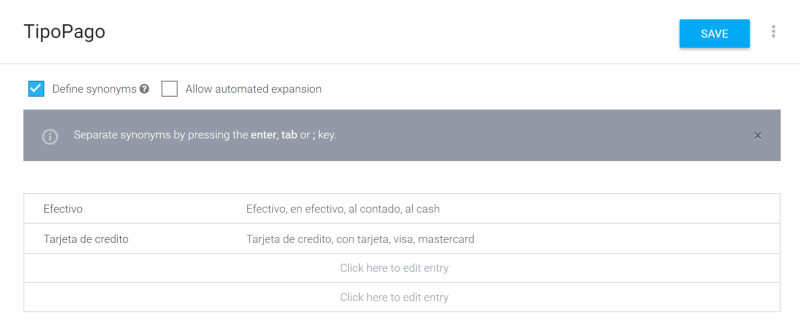 TipoPago
SAVE
Define synonyms ? Allow automated expansion
Separate synonyms by pressing the enter, tab or ; key.
Efectivo Efectivo, en efectivo, al contado, al cash
Tarjeta de credito Tarjeta de credito, con tarjeta, visa, mastercard
Click here to edit entry
Click here to edit entry